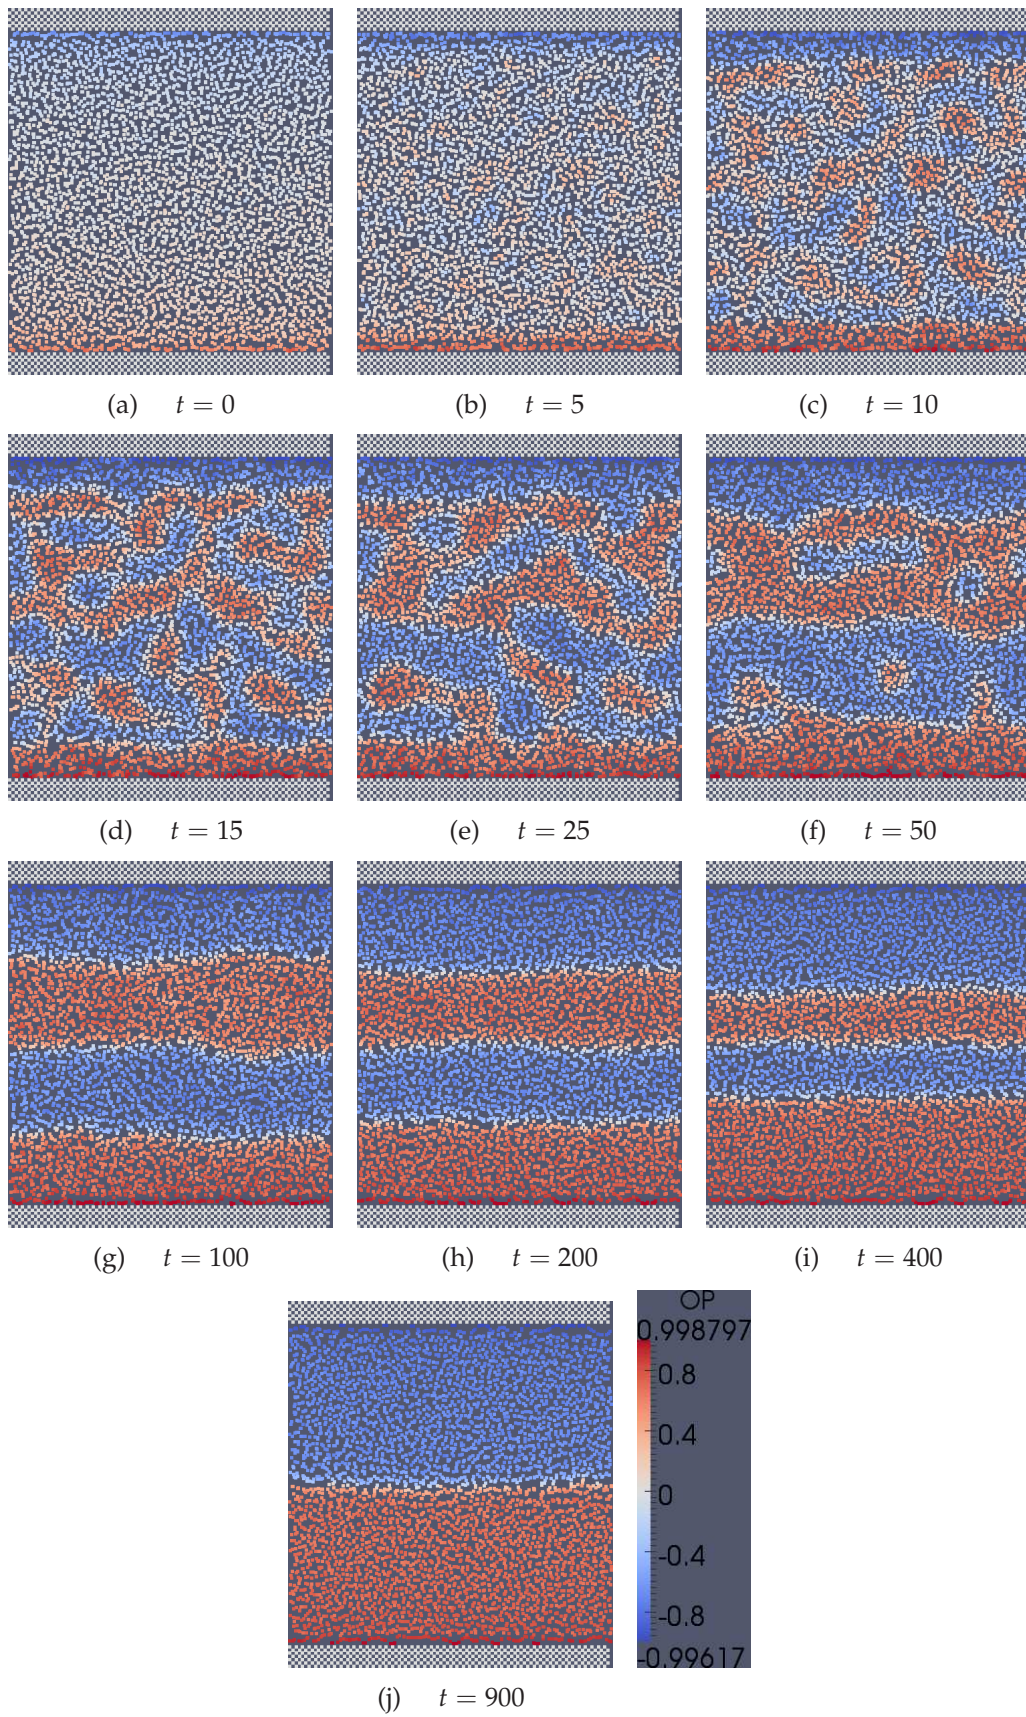 (a) t = 0
(b) t = 5
(c) t = 10
(d) t = 15
(e) t = 25
(f) t = 50
(g) t = 100
(h) t = 200
(i) t = 400
OP
0.998797
0.8
0.4
0
-0.4
-0.8
-0.99617
(j) t = 900